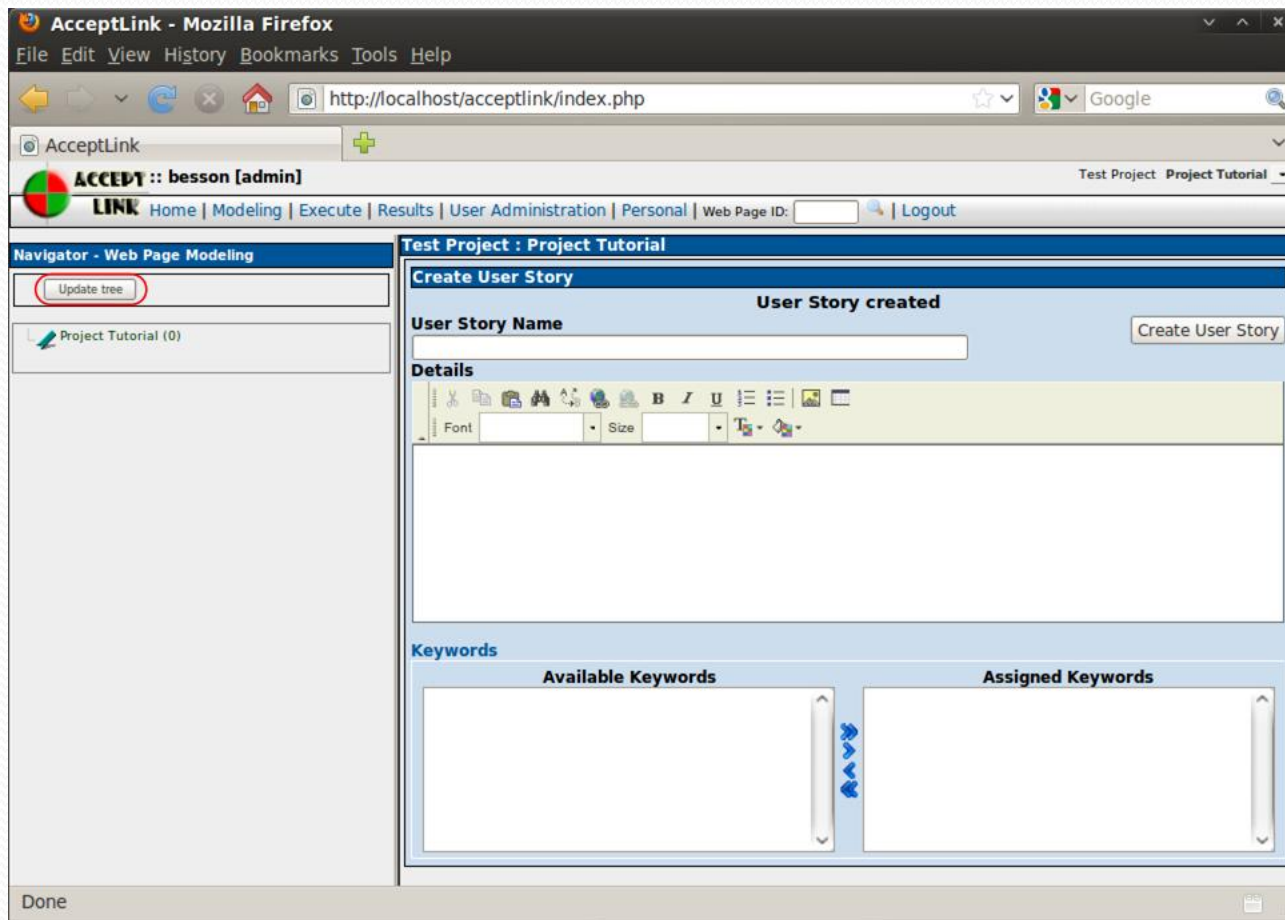 AcceptLink - Mozilla Firefox
File Edit View History Bookmarks Tools Help
http://localhost/acceptlink/index.php
Google
AcceptLink
ACCEPT LINK
:: besson [admin]
Test Project Project Tutorial
Home | Modeling | Execute | Results | User Administration | Personal | Web Page ID: | Logout
Navigator - Web Page Modeling
Update tree
Project Tutorial (0)
Test Project : Project Tutorial
Create User Story
User Story created
User Story Name
Create User Story
Details
B I U
Font Size
Keywords
Available Keywords
Assigned Keywords
Done